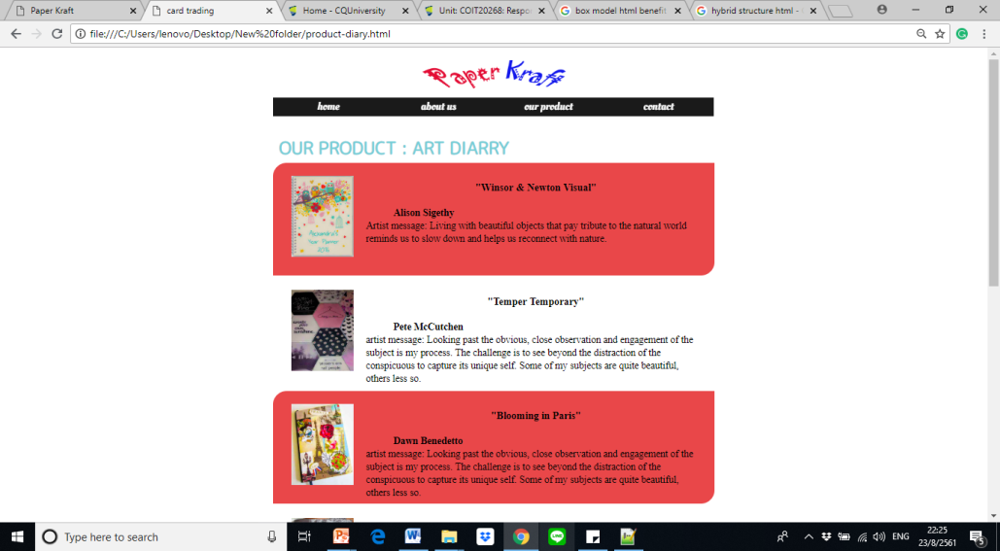 Paper Kraft
card trading
Home - CQUniversity
Unit: COIT20268: Respo
box model html benefit
hybrid structure html -
file:///C:/Users/lenovo/Desktop/New%20folder/product-diary.html
Paper Kraft
home about us our product contact
OUR PRODUCT : ART DIARRY
"Winsor & Newton Visual"
Alison Sigethy
Artist message: Living with beautiful objects that pay tribute to the natural world
reminds us to slow down and helps us reconnect with nature.
"Temper Temporary"
Pete McCutchen
artist message: Looking past the obvious, close observation and engagement of the
subject is my process. The challenge is to see beyond the distraction of the
conspicuous to capture its unique self. Some of my subjects are quite beautiful,
others less so.
"Blooming in Paris"
Dawn Benedetto
artist message: Looking past the obvious, close observation and engagement of the
subject is my process. The challenge is to see beyond the distraction of the
conspicuous to capture its unique self. Some of my subjects are quite beautiful,
others less so.
Type here to search
ENG
22:25
23/8/2561
5